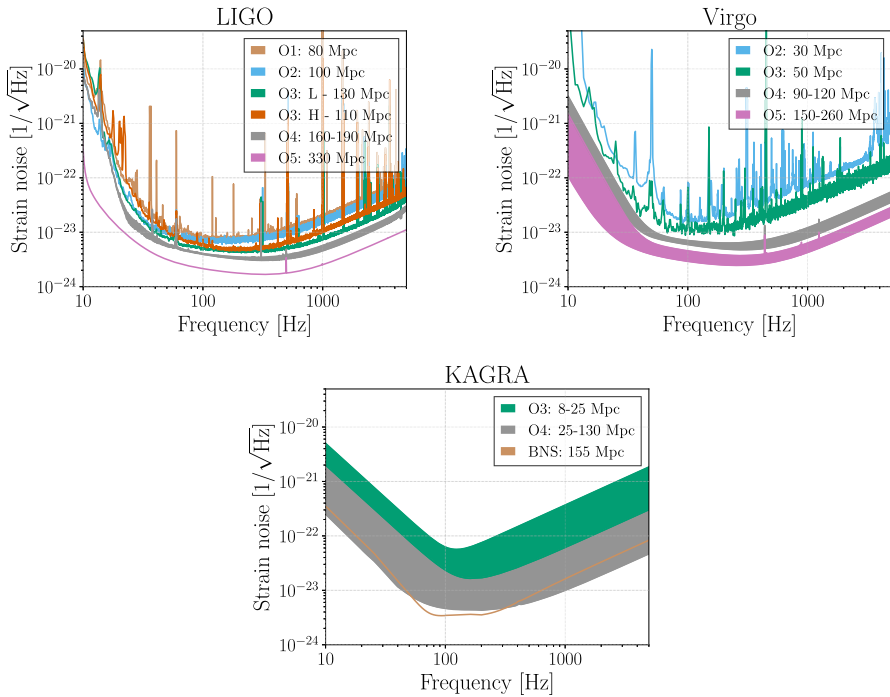 LIGO
Strain noise [1/√Hz]
10⁻²⁰
10⁻²¹
10⁻²²
10⁻²³
10⁻²⁴
O1: 80 Mpc
O2: 100 Mpc
O3: L - 130 Mpc
O3: H - 110 Mpc
O4: 160-190 Mpc
O5: 330 Mpc
10
100
1000
Frequency [Hz]
Virgo
Strain noise [1/√Hz]
10⁻²⁰
10⁻²¹
10⁻²²
10⁻²³
10⁻²⁴
O2: 30 Mpc
O3: 50 Mpc
O4: 90-120 Mpc
O5: 150-260 Mpc
10
100
1000
Frequency [Hz]
KAGRA
Strain noise [1/√Hz]
10⁻²⁰
10⁻²¹
10⁻²²
10⁻²³
10⁻²⁴
O3: 8-25 Mpc
O4: 25-130 Mpc
BNS: 155 Mpc
10
100
1000
Frequency [Hz]